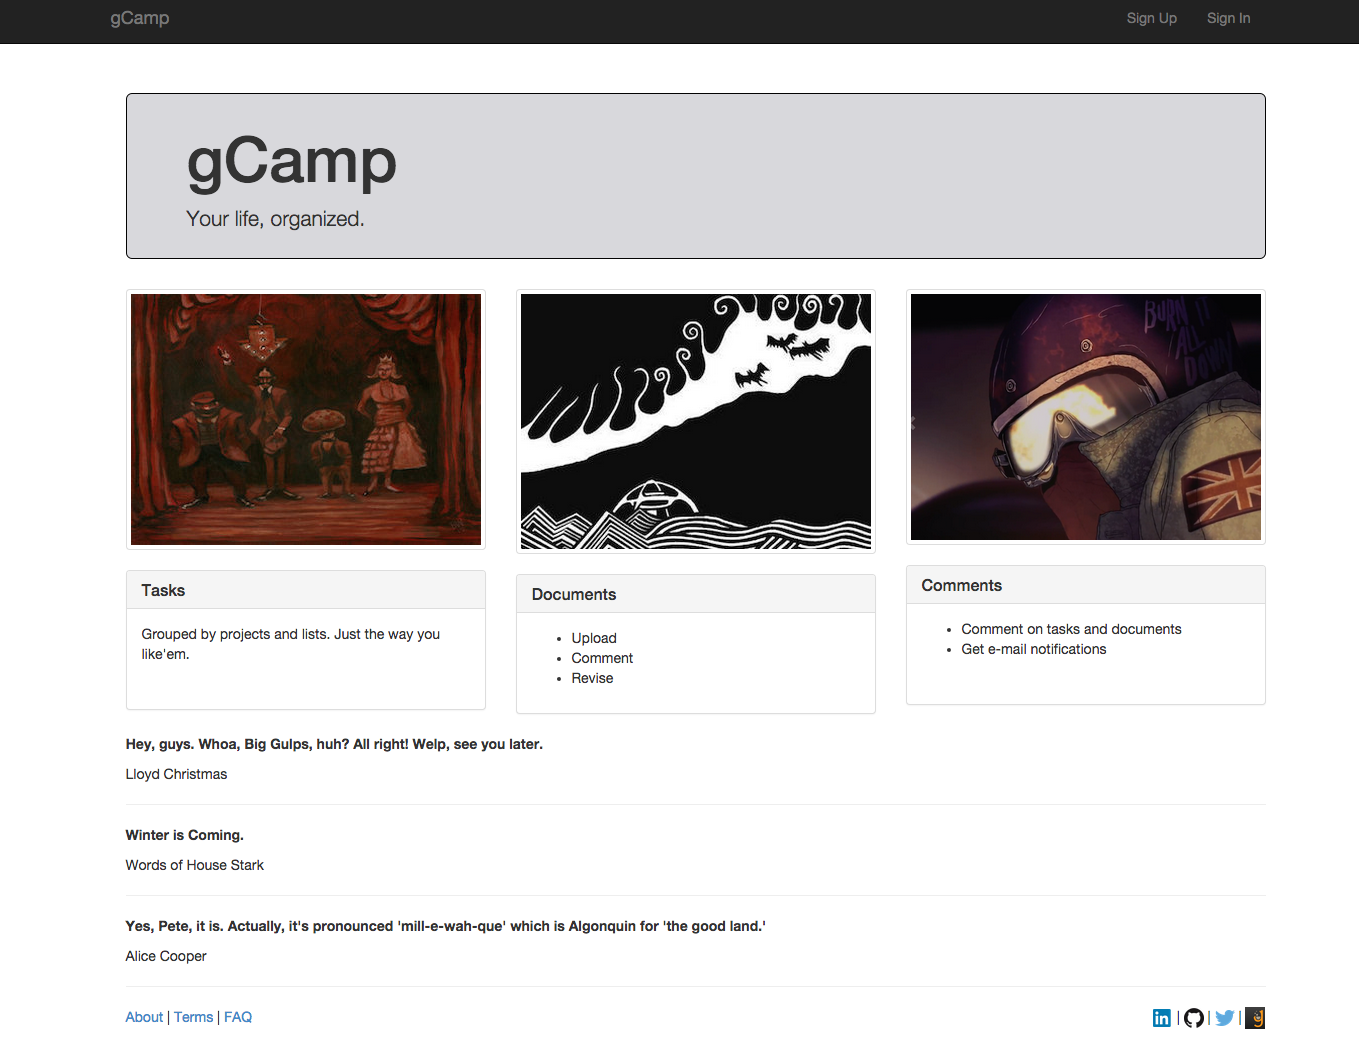 gCamp
Sign Up
Sign In
gCamp
Your life, organized.
BURN IT
ALL
DOWN
Tasks
Grouped by projects and lists. Just the way you
like'em.
Documents
• Upload
• Comment
• Revise
Comments
• Comment on tasks and documents
• Get e-mail notifications
Hey, guys. Whoa, Big Gulps, huh? All right! Welp, see you later.
Lloyd Christmas
Winter is Coming.
Words of House Stark
Yes, Pete, it is. Actually, it's pronounced 'mill-e-wah-que' which is Algonquin for 'the good land.'
Alice Cooper
About | Terms | FAQ
in | | | g